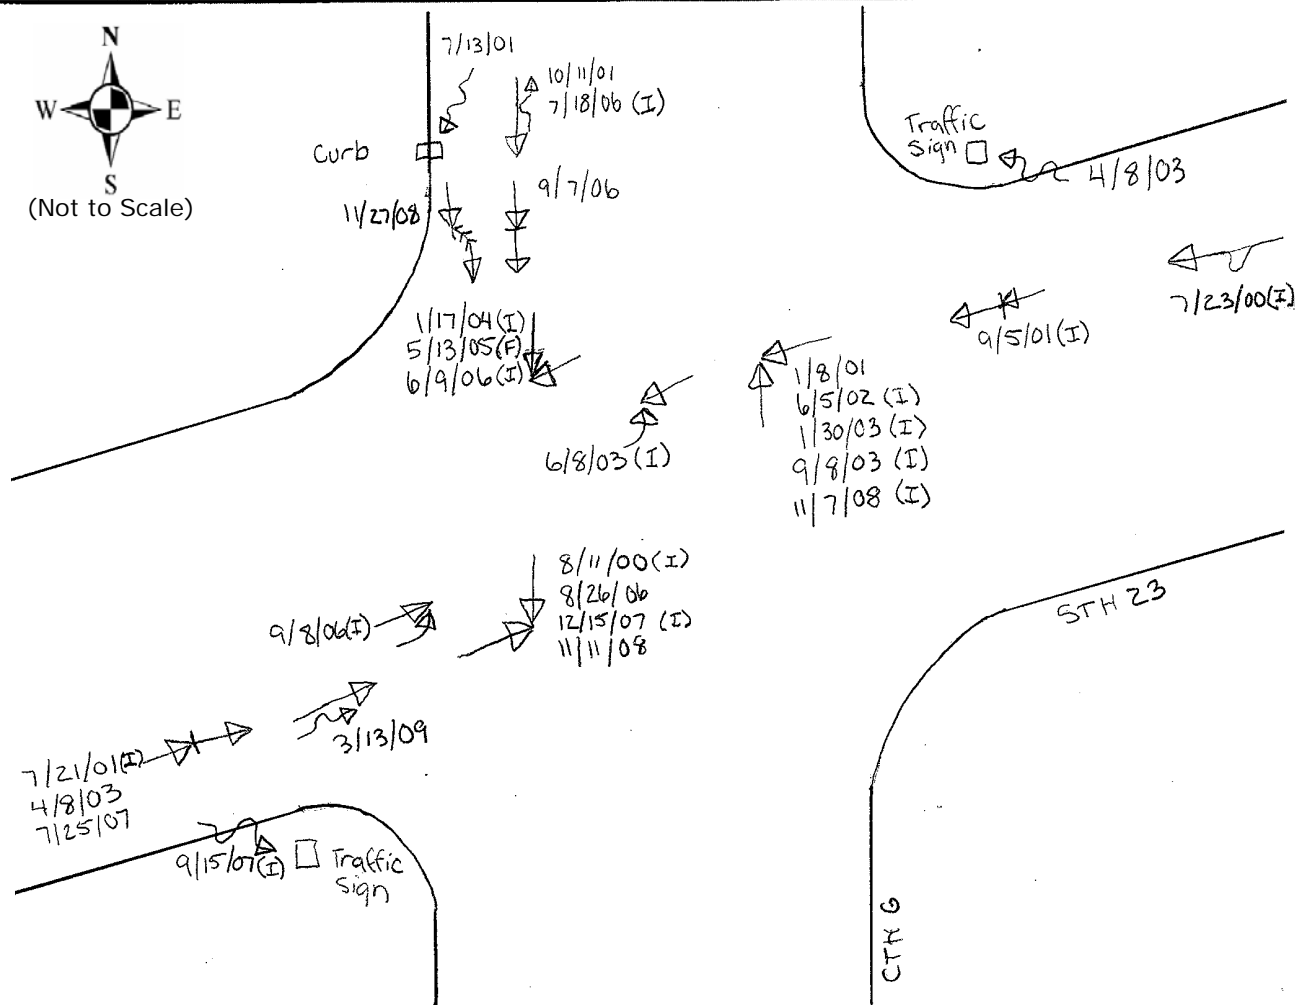 N
W E
S
(Not to Scale)
7/13/01
10/11/01
7/18/06 (I)
Curb
9/7/06
11/27/08
Traffic
Sign
4/8/03
7/23/00(I)
9/5/01(I)
1/17/04(I)
5/13/05(F)
6/9/06(I)
1/8/01
6/5/02 (I)
1/30/03 (I)
9/8/03 (I)
11/7/08 (I)
6/8/03(I)
8/11/00(I)
8/26/06
12/15/07 (I)
11/11/08
9/8/06(I)
STH 23
3/13/09
7/21/01(I)
4/8/03
7/25/07
9/15/07(I)
Traffic
Sign
CTH G